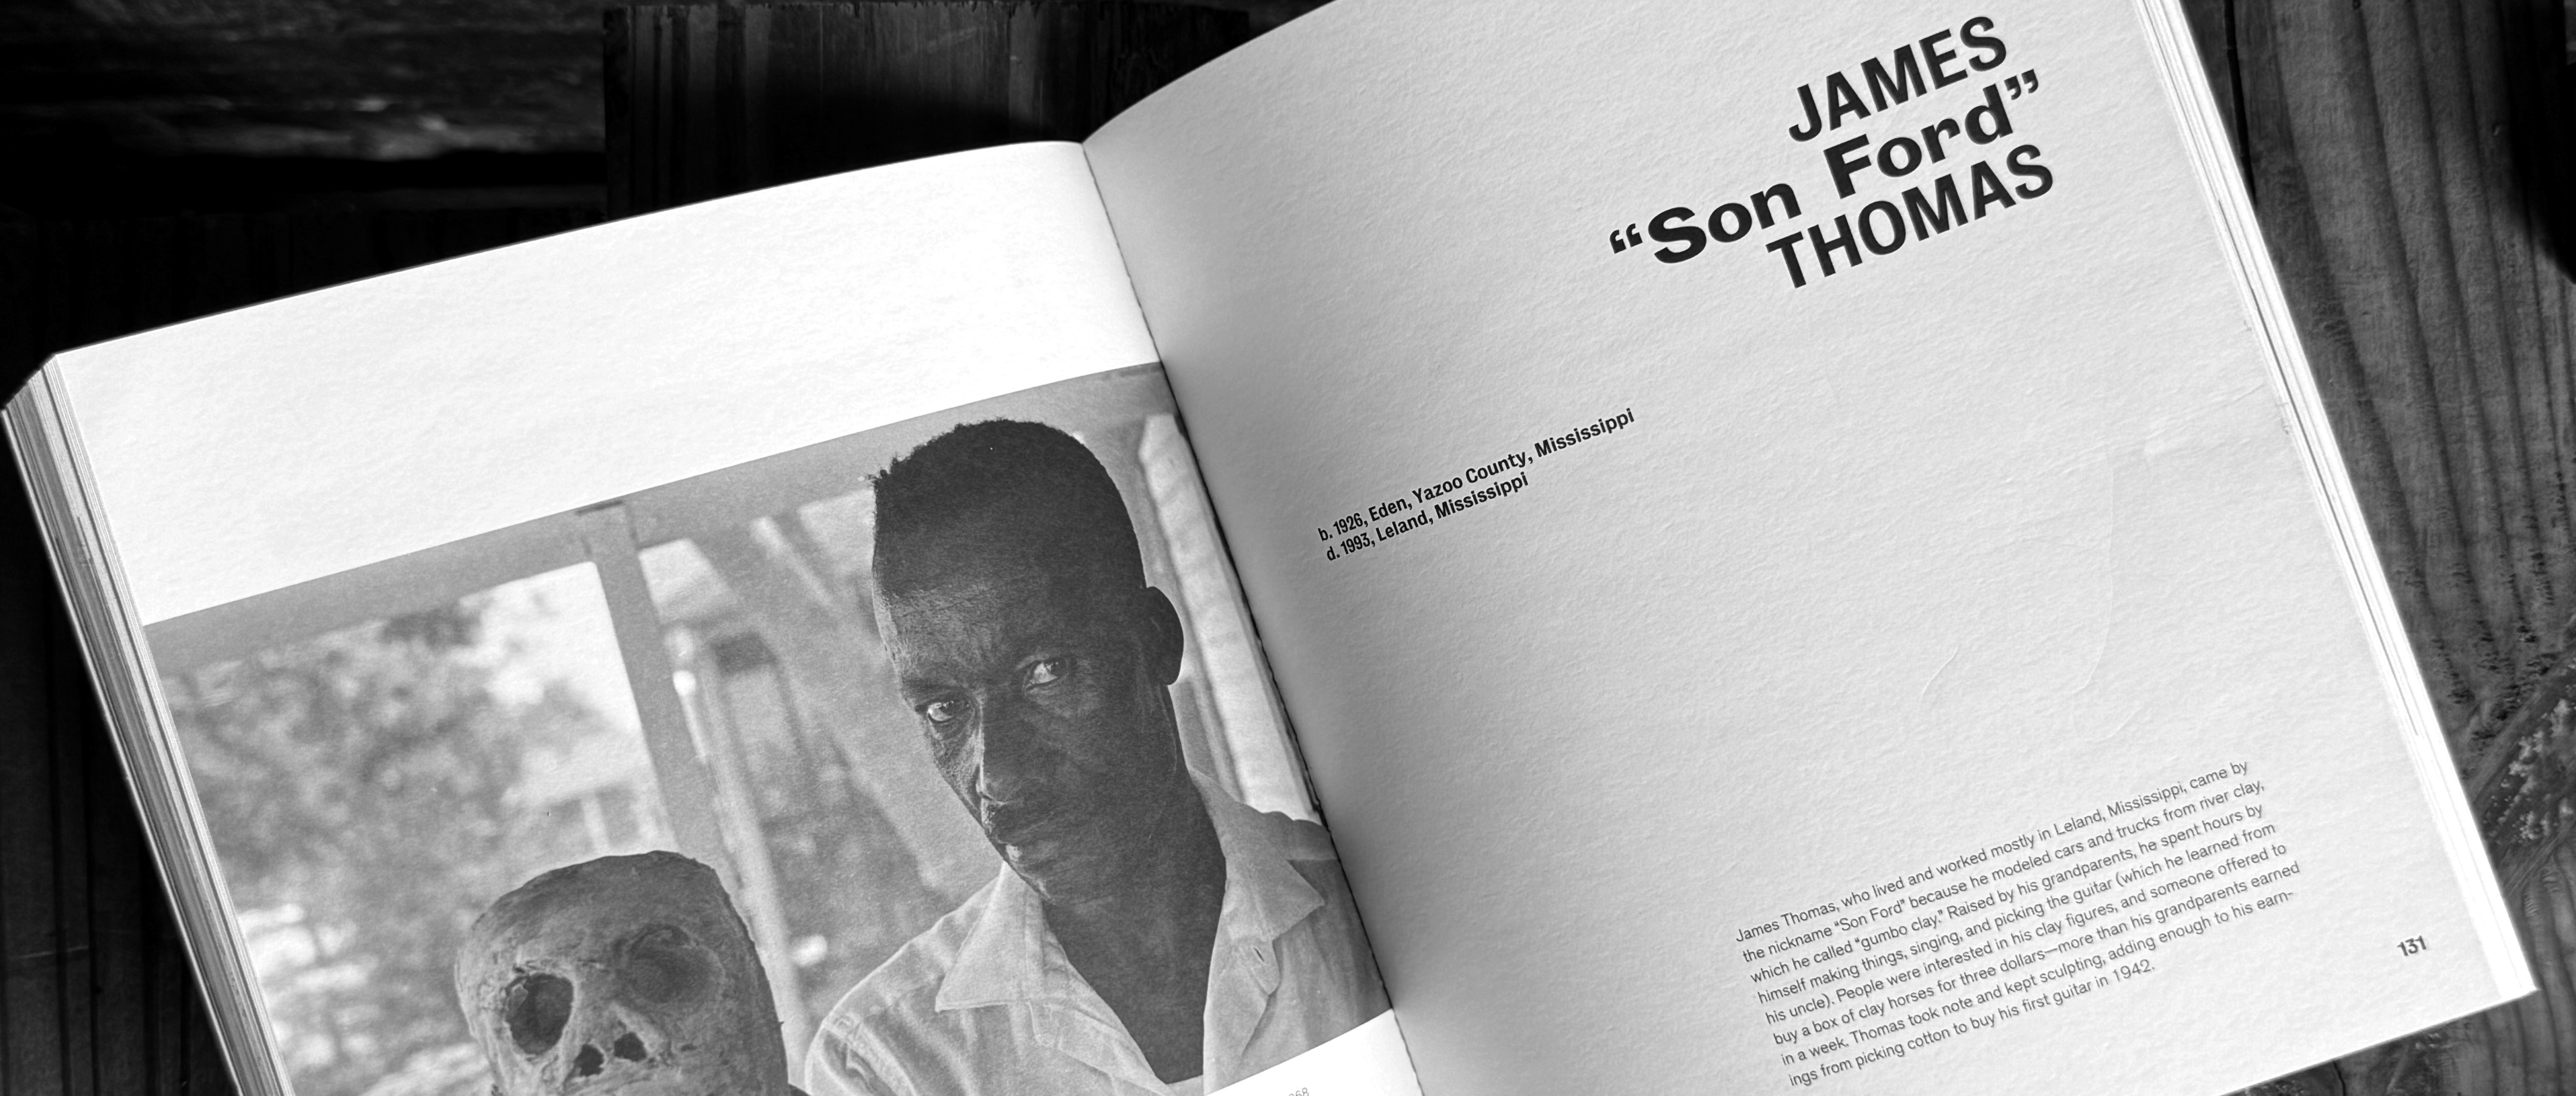 JAMES
“Son Ford”
THOMAS
b. 1926, Eden, Yazoo County, Mississippi
d. 1993, Leland, Mississippi
James Thomas, who lived and worked mostly in Leland, Mississippi, came by
the nickname “Son Ford” because he modeled cars and trucks from river clay,
which he called “gumbo clay.” Raised by his grandparents, he spent hours by
himself making things, singing, and picking the guitar (which he learned from
his uncle). People were interested in his clay figures, and someone offered to
buy a box of clay horses for three dollars—more than his grandparents earned
in a week. Thomas took note and kept sculpting, adding enough to his earn-
ings from picking cotton to buy his first guitar in 1942.
131